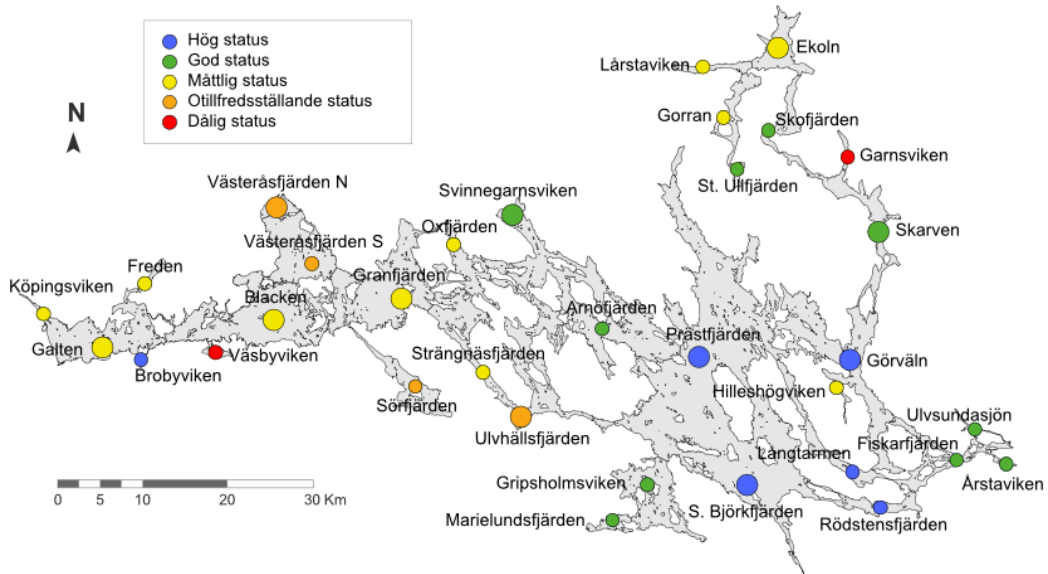 Hög status
God status
Måttlig status
Otillfredsställande status
Dålig status
N
Ekoln
Lårstaviken
Gorran
Skofjärden
Garnsviken
St. Ullfjärden
Västeråsfjärden N
Svinnegarnsviken
Oxfjärden
Skarven
Västeråsfjärden S
Freden
Granfjärden
Köpingsviken
Blacken
Arnöfjärden
Prästfjärden
Galten
Väsbyviken
Strängnäsfjärden
Görväln
Brobyviken
Hilleshögviken
Sörfjärden
Ulvsundasjön
Ulvhällsfjärden
Fiskarfjärden
Långtarmen
Årstaviken
Gripsholmsviken
S. Björkfjärden
Marielundsfjärden
Rödstensfjärden
0 5 10 20 30 Km